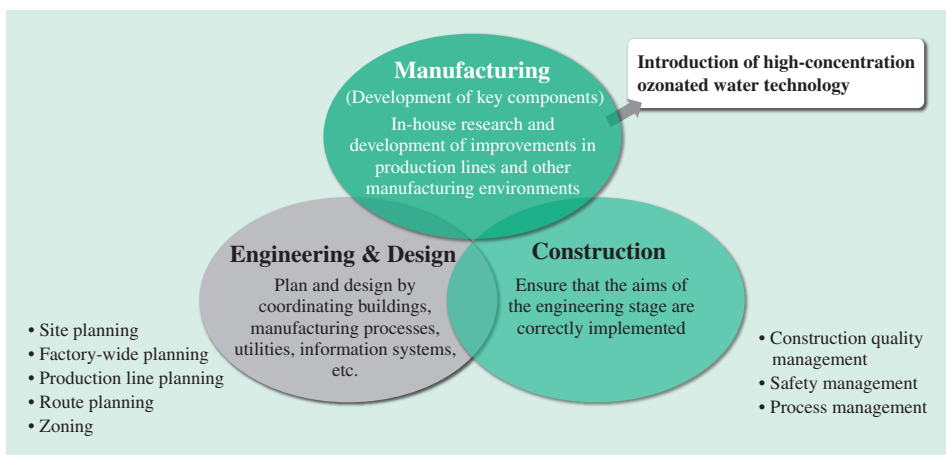 Manufacturing
(Development of key components)
In-house research and
development of improvements in
production lines and other
manufacturing environments
Introduction of high-concentration
ozonated water technology
Engineering & Design
Plan and design by
coordinating buildings,
manufacturing processes,
utilities, information systems,
etc.
Construction
Ensure that the aims of
the engineering stage are
correctly implemented
• Site planning
• Factory-wide planning
• Production line planning
• Route planning
• Zoning
• Construction quality
management
• Safety management
• Process management